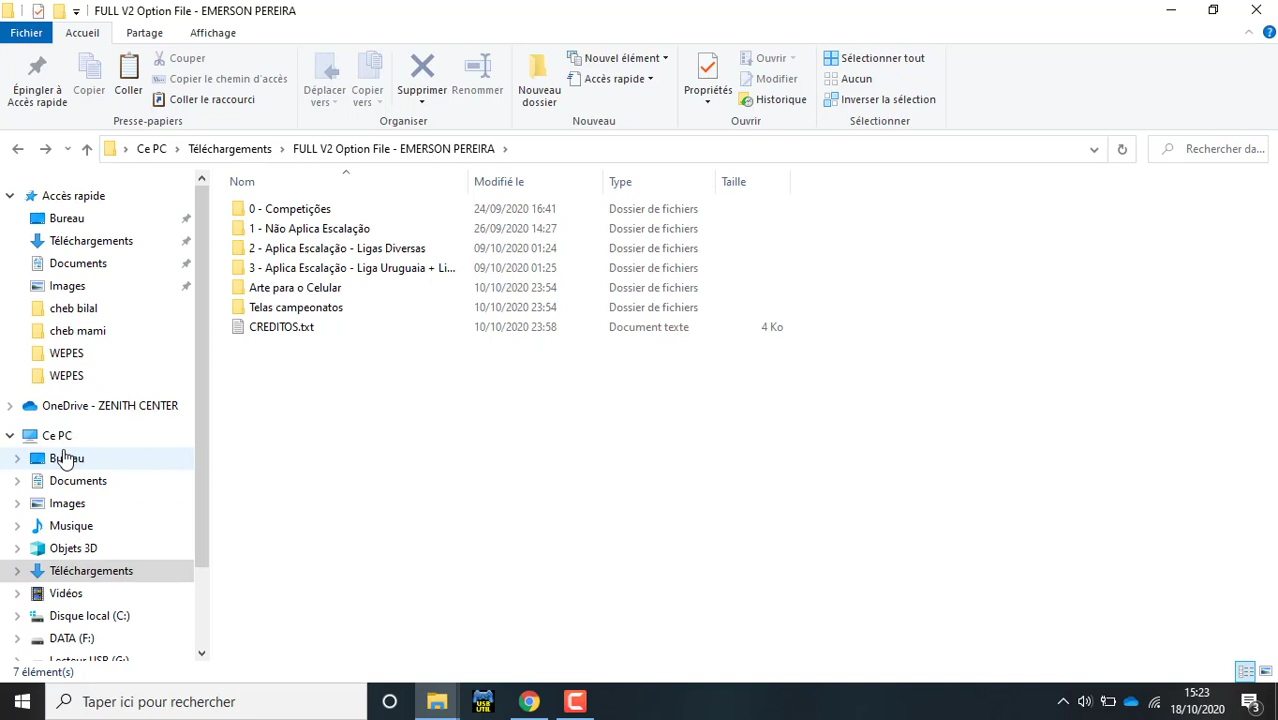 FULL V2 Option File - EMERSON PEREIRA
Fichier
Accueil
Partage
Affichage
Épingler à Accès rapide
Copier
Coller
Couper
Copier le chemin d'accès
Coller le raccourci
Presse-papiers
Déplacer vers
Copier vers
Supprimer
Renommer
Organiser
Nouveau dossier
Nouvel élément
Accès rapide
Nouveau
Propriétés
Ouvrir
Modifier
Historique
Ouvrir
Sélectionner tout
Aucun
Inverser la sélection
Sélectionner
Ce PC > Téléchargements > FULL V2 Option File - EMERSON PEREIRA >
Rechercher da...
Accès rapide
Bureau
Téléchargements
Documents
Images
cheb bilal
cheb mami
WEPES
WEPES
OneDrive - ZENITH CENTER
Ce PC
Bureau
Documents
Images
Musique
Objets 3D
Téléchargements
Vidéos
Disque local (C:)
DATA (F:)
Lecteur USB (G:)
Nom Modifié le Type Taille
0 - Competições 24/09/2020 16:41 Dossier de fichiers
1 - Não Aplica Escalação 26/09/2020 14:27 Dossier de fichiers
2 - Aplica Escalação - Ligas Diversas 09/10/2020 01:24 Dossier de fichiers
3 - Aplica Escalação - Liga Uruguaia + Li... 09/10/2020 01:25 Dossier de fichiers
Arte para o Celular 10/10/2020 23:54 Dossier de fichiers
Telas campeonatos 10/10/2020 23:54 Dossier de fichiers
CREDITOS.txt 10/10/2020 23:58 Document texte 4 Ko
7 élément(s)
Taper ici pour rechercher
USB UTIL
15:23
18/10/2020
3